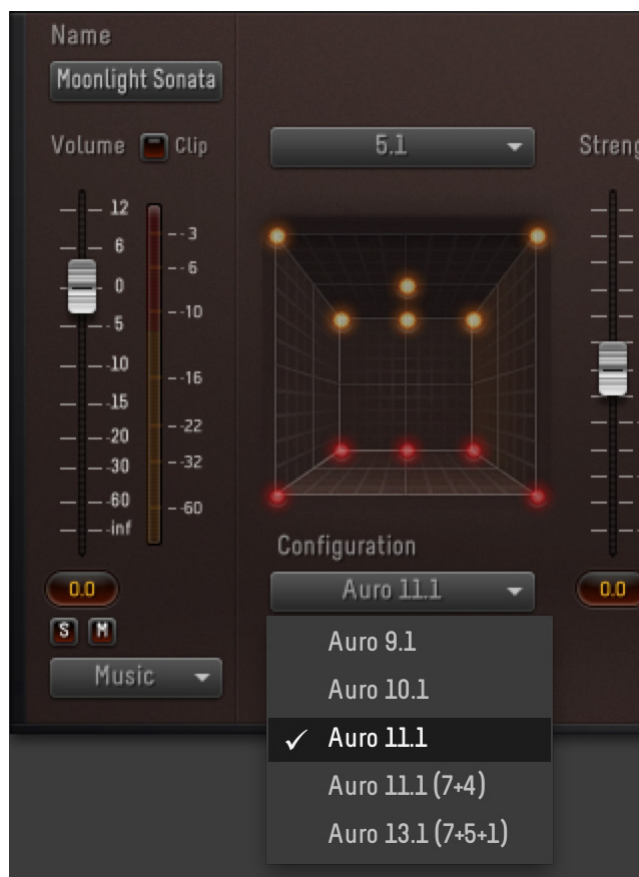 Name
Moonlight Sonata
Volume
Clip
5.1
Streng
12
6
0
-5
-10
-15
-20
-30
-60
-inf
-3
-6
-10
-16
-22
-32
-60
Configuration
Auro 11.1
0.0
0.0
S M
Music
Auro 9.1
Auro 10.1
✓ Auro 11.1
Auro 11.1 (7+4)
Auro 13.1 (7+5+1)